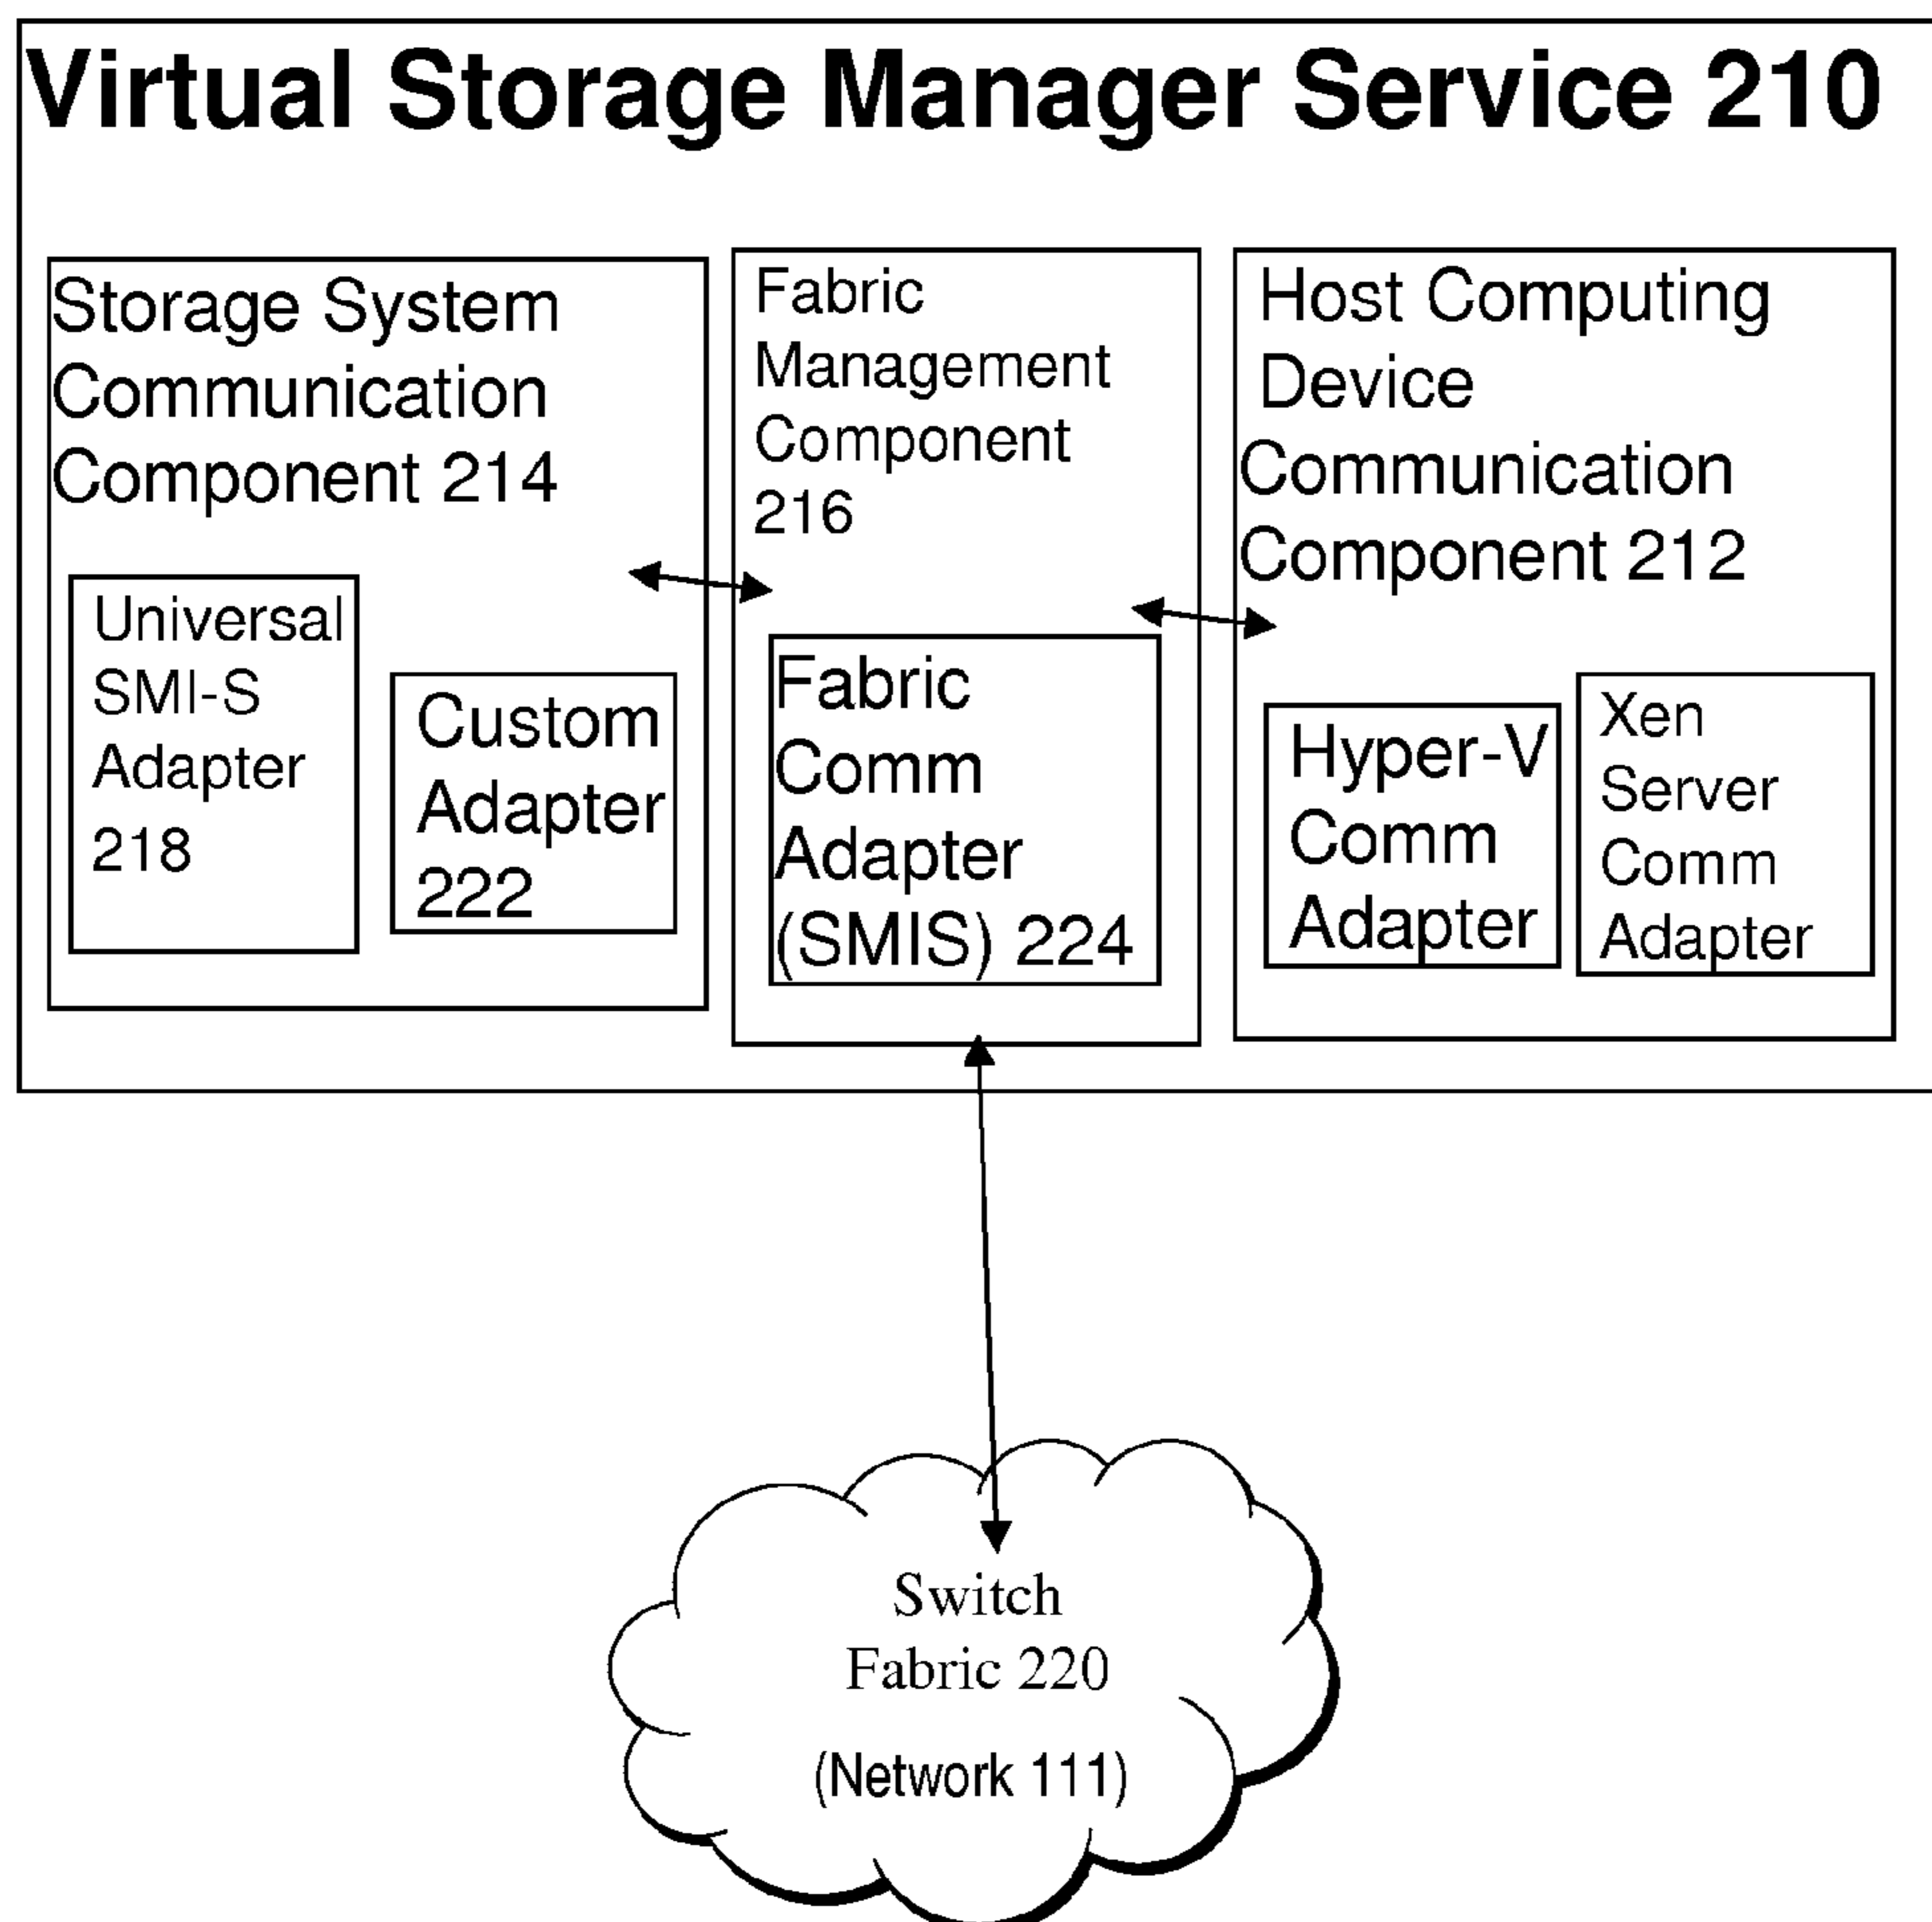 Virtual Storage Manager Service 210
Storage System
Communication
Component 214
Universal
SMI-S
Adapter
218
Custom
Adapter
222
Fabric
Management
Component
216
Fabric
Comm
Adapter
(SMIS) 224
Host Computing
Device
Communication
Component 212
Hyper-V
Comm
Adapter
Xen
Server
Comm
Adapter
Switch
Fabric 220
(Network 111)